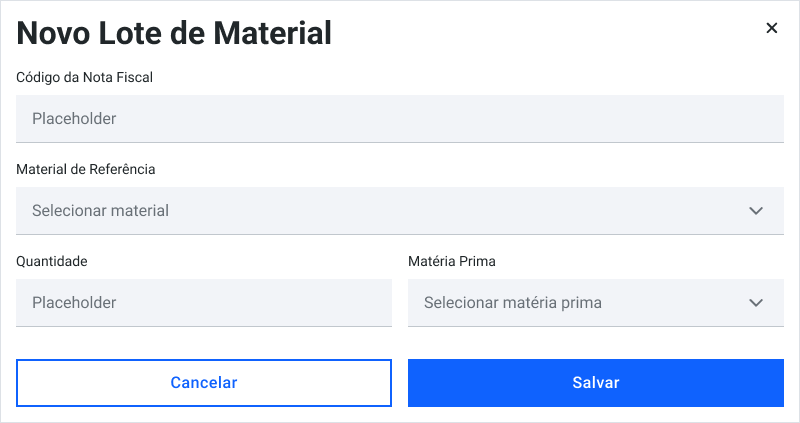 Novo Lote de Material
Código da Nota Fiscal
Placeholder
Material de Referência
Selecionar material
Quantidade
Matéria Prima
Placeholder
Selecionar matéria prima
Cancelar
Salvar